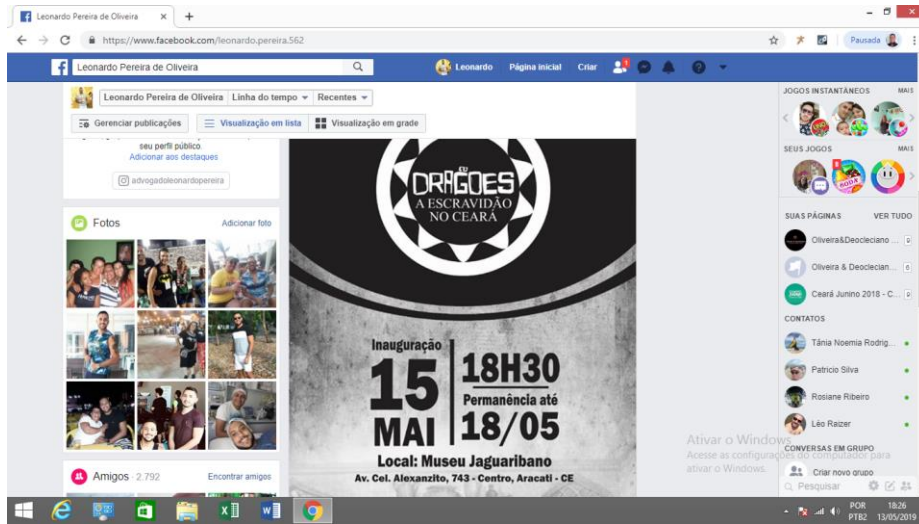 Leonardo Pereira de Oliveira
https://www.facebook.com/leonardo.pereira.562
Pausada
Leonardo Pereira de Oliveira
Leonardo
Página inicial
Criar
Leonardo Pereira de Oliveira
Linha do tempo
Recentes
Gerenciar publicações
Visualização em lista
Visualização em grade
seu perfil público.
Adicionar aos destaques
advogadoleonardopereira
Fotos
Adicionar foto
Amigos · 2.792
Encontrar amigos
DRAGÕES
A ESCRAVIDÃO
NO CEARÁ
Inauguração
15
MAI
18H30
Permanência até
18/05
Local: Museu Jaguaribano
Av. Cel. Alexanzito, 743 - Centro, Aracati - CE
JOGOS INSTANTÂNEOS
MAIS
SEUS JOGOS
MAIS
SODA
SUAS PÁGINAS
VER TUDO
Oliveira&Deocleciano ...
9
Oliveira & Deoclecian...
6
Ceará Junino 2018 - C...
9
CONTATOS
Tânia Noemia Rodrig...
Patricio Silva
Rosiane Ribeiro
Léo Raizer
CONVERSAS EM GRUPO
Criar novo grupo
Pesquisar
Ativar o Windows
Acesse as configurações do computador para
ativar o Windows.
POR
PTB2
18:26
13/05/2019